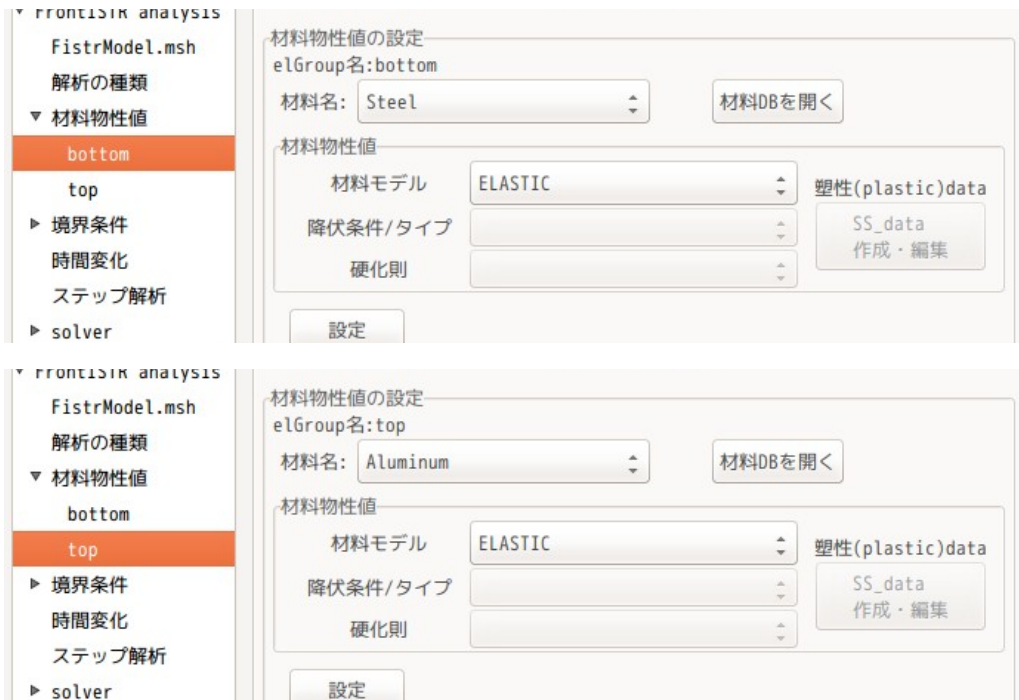 FrontISTR analysis
FistrModel.msh
解析の種類
材料物性値
bottom
top
境界条件
時間変化
ステップ解析
solver
材料物性値の設定
elGroup名:bottom
材料名: Steel 材料DBを開く
材料物性値
材料モデル ELASTIC 塑性(plastic)data
降伏条件/タイプ SS_data
作成・編集
硬化則
設定
FrontISTR analysis
FistrModel.msh
解析の種類
材料物性値
bottom
top
境界条件
時間変化
ステップ解析
solver
材料物性値の設定
elGroup名:top
材料名: Aluminum 材料DBを開く
材料物性値
材料モデル ELASTIC 塑性(plastic)data
降伏条件/タイプ SS_data
作成・編集
硬化則
設定